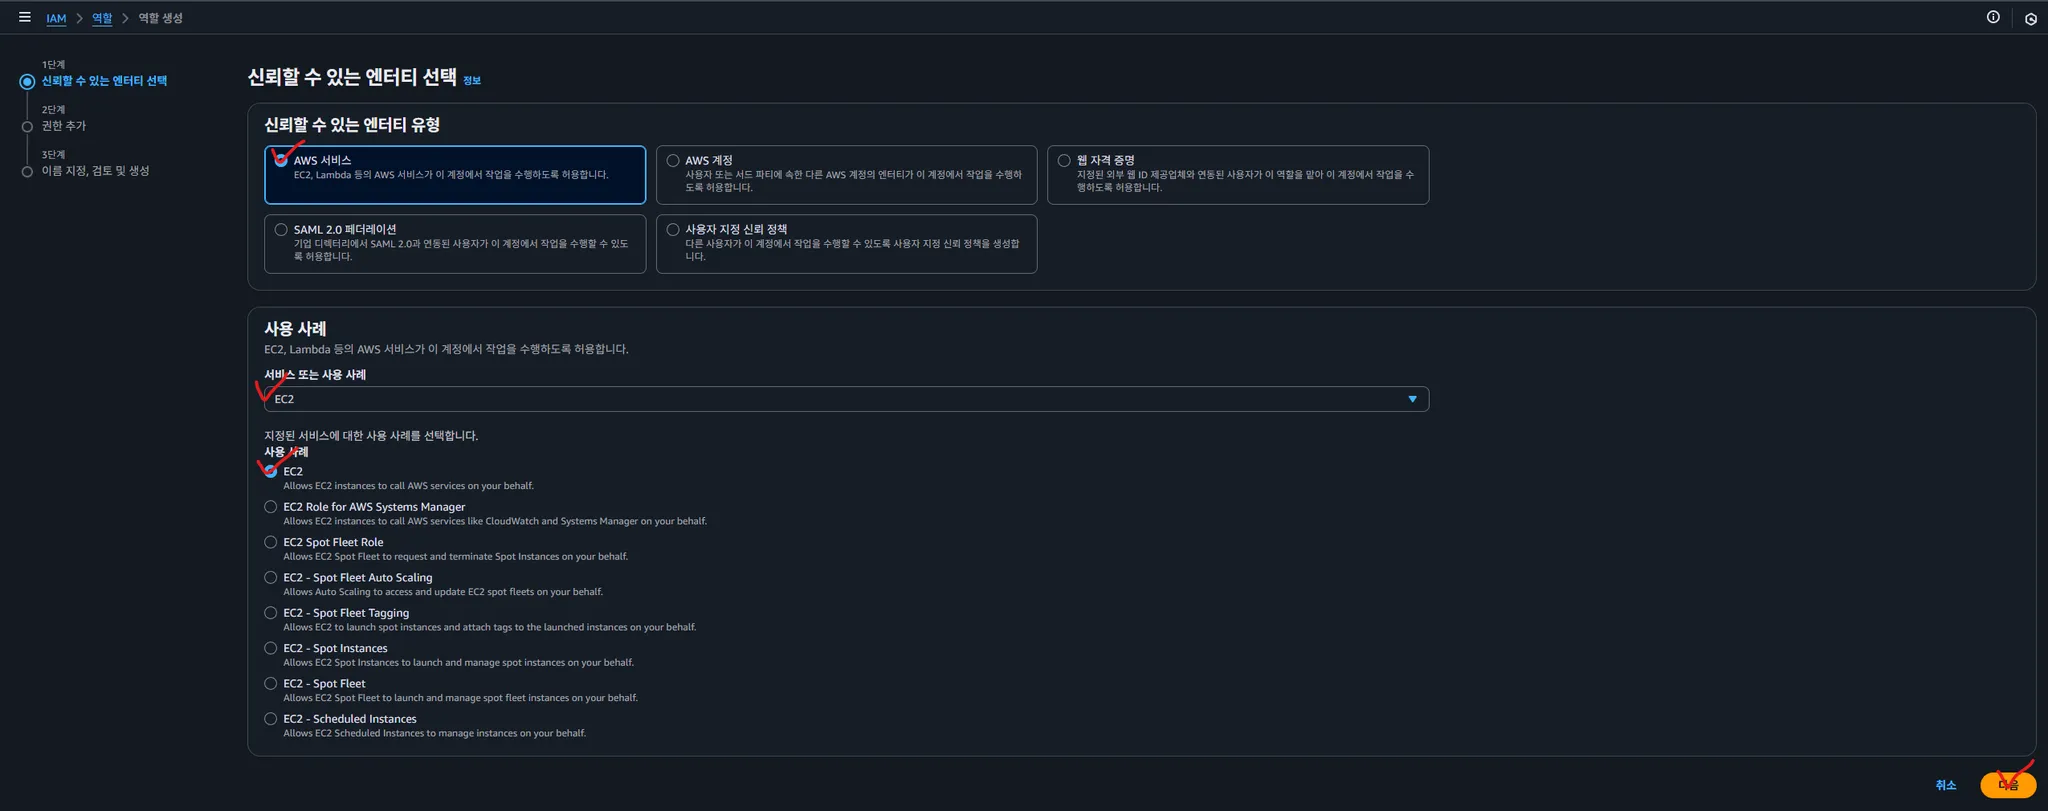 IAM > 역할 > 역할 생성
1단계
신뢰할 수 있는 엔터티 선택
2단계
권한 추가
3단계
이름 지정, 검토 및 생성
신뢰할 수 있는 엔터티 선택 정보
신뢰할 수 있는 엔터티 유형
AWS 서비스
EC2, Lambda 등의 AWS 서비스가 이 계정에서 작업을 수행하도록 허용합니다.
AWS 계정
사용자 또는 서드 파티에 속한 다른 AWS 계정의 엔터티가 이 계정에서 작업을 수행하
도록 허용합니다.
웹 자격 증명
지정된 외부 웹 ID 제공업체와 연동된 사용자가 이 역할을 맡아 이 계정에서 작업을 수
행하도록 허용합니다.
SAML 2.0 페더레이션
기업 디렉터리에서 SAML 2.0과 연동된 사용자가 이 계정에서 작업을 수행할 수 있도
록 허용합니다.
사용자 지정 신뢰 정책
다른 사용자가 이 계정에서 작업을 수행할 수 있도록 사용자 지정 신뢰 정책을 생성합
니다.
사용 사례
EC2, Lambda 등의 AWS 서비스가 이 계정에서 작업을 수행하도록 허용합니다.
서비스 또는 사용 사례
EC2
지정된 서비스에 대한 사용 사례를 선택합니다.
사용 사례
EC2
Allows EC2 instances to call AWS services on your behalf.
EC2 Role for AWS Systems Manager
Allows EC2 instances to call AWS services like CloudWatch and Systems Manager on your behalf.
EC2 Spot Fleet Role
Allows EC2 Spot Fleet to request and terminate Spot Instances on your behalf.
EC2 - Spot Fleet Auto Scaling
Allows Auto Scaling to access and update EC2 spot fleets on your behalf.
EC2 - Spot Fleet Tagging
Allows EC2 to launch spot instances and attach tags to the launched instances on your behalf.
EC2 - Spot Instances
Allows EC2 Spot Instances to launch and manage spot instances on your behalf.
EC2 - Spot Fleet
Allows EC2 Spot Fleet to launch and manage spot fleet instances on your behalf.
EC2 - Scheduled Instances
Allows EC2 Scheduled Instances to manage instances on your behalf.
취소
다음